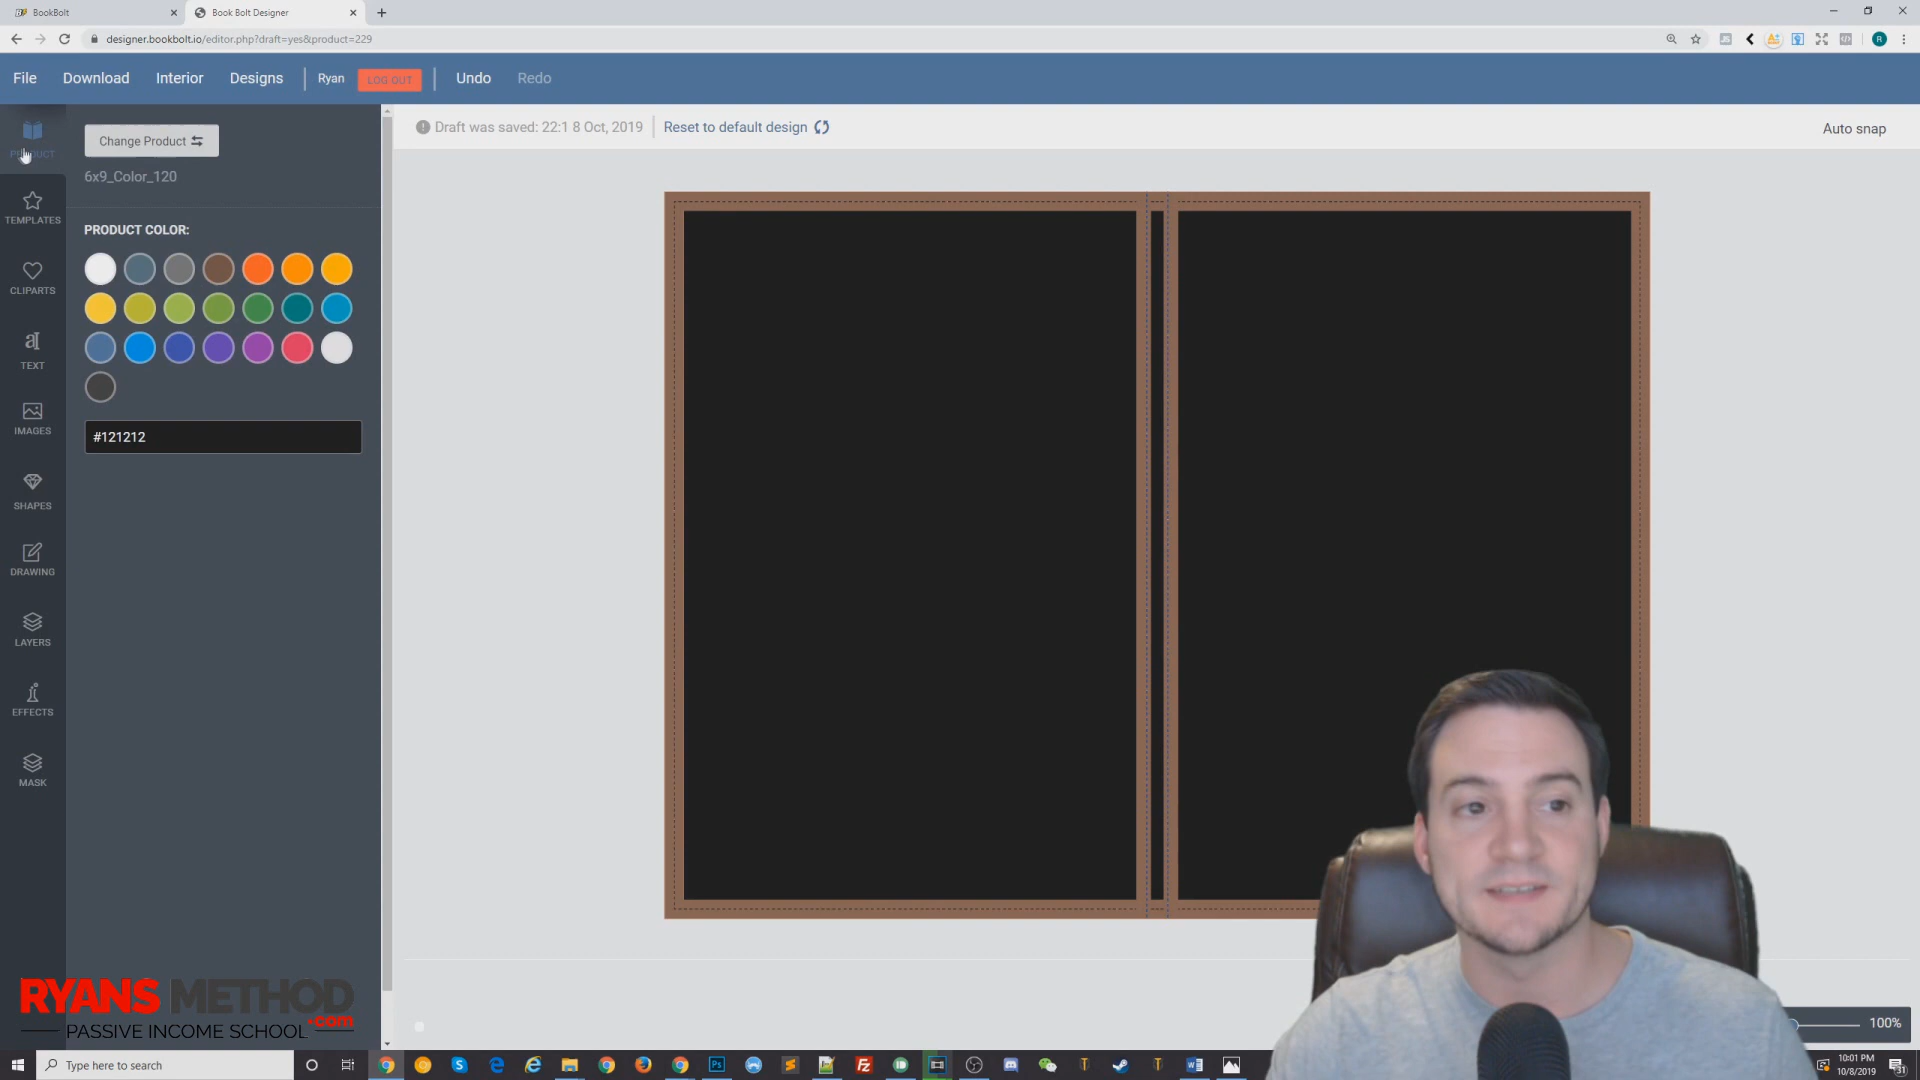 BookBolt
Book Bolt Designer
designer.bookbolt.io/editor.php?draft=yes&product=229
File
Download
Interior
Designs
Ryan
LOG OUT
Undo
Redo
PRODUCT
Change Product
6x9_Color_120
Draft was saved: 22:1 8 Oct, 2019
Reset to default design
Auto snap
TEMPLATES
PRODUCT COLOR:
CLIPARTS
TEXT
IMAGES
#121212
SHAPES
DRAWING
LAYERS
EFFECTS
MASK
RYANS METHOD
.com
PASSIVE INCOME SCHOOL
100%
Type here to search
10:01 PM
10/8/2019
31